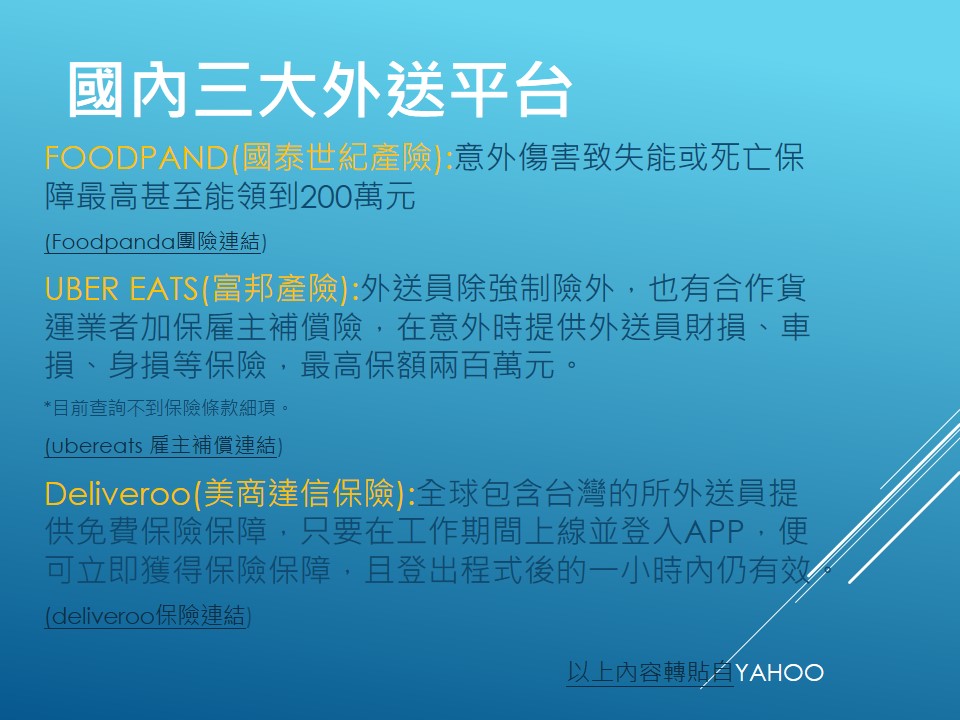 國內三大外送平台
FOODPAND(國泰世紀產險):意外傷害致失能或死亡保
障最高甚至能領到200萬元
(Foodpanda團險連結)
UBER EATS(富邦產險):外送員除強制險外，也有合作貨
運業者加保雇主補償險，在意外時提供外送員財損、車
損、身損等保險，最高保額兩百萬元。
*目前查詢不到保險條款細項。
(ubereats 雇主補償連結)
Deliveroo(美商達信保險):全球包含台灣的所外送員提
供免費保險保障，只要在工作期間上線並登入APP，便
可立即獲得保險保障，且登出程式後的一小時內仍有效。
(deliveroo保險連結)
以上內容轉貼自YAHOO